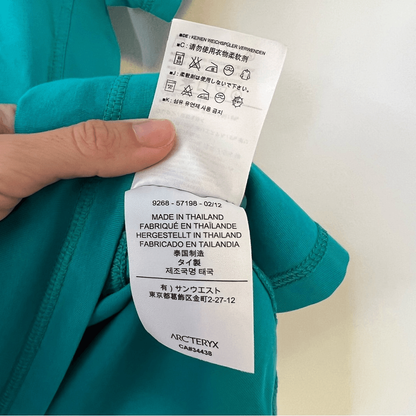 ■DE: KEINEN WEICHSPÜLER VERWENDEN
■C: 请勿使用衣物柔软剂
■J: 柔軟剤は使用しないで下さい。
■K: 섬유 유연제 사용 금지
9268 - 57198 - 02/12
MADE IN THAILAND
FABRIQUÉ EN THAÏLANDE
HERGESTELLT IN THAILAND
FABRICADO EN TAILANDIA
泰国制造
タイ製
제조국명 태국
有）サンウエスト
東京都葛飾区金町2-27-12
ARC'TERYX
CA#34438